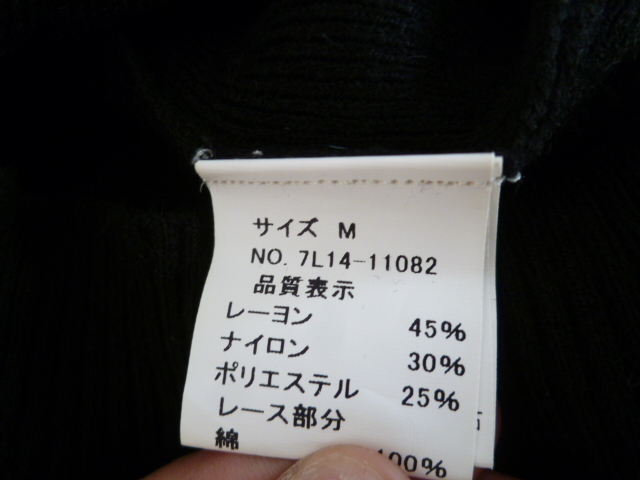 サイズ M
NO. 7L14-11082
品質表示
レーヨン 45%
ナイロン 30%
ポリエステル 25%
レース部分
綿 100%